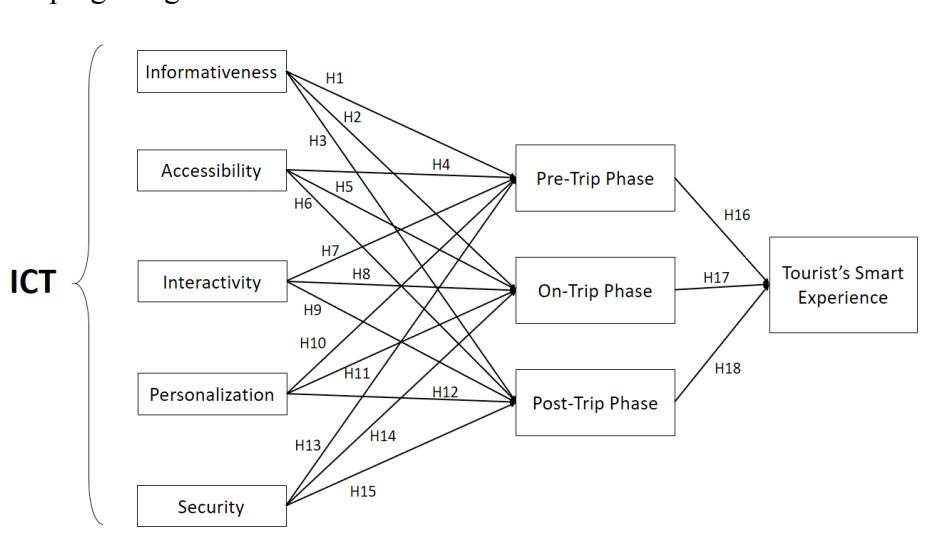 Informativeness
H1
H2
H3
Accessibility
H4
H5
H6
Pre-Trip Phase
H16
H7
H8
H9
ICT
Interactivity
On-Trip Phase
H17
Tourist's Smart
Experience
H10
H11
H12
Personalization
Post-Trip Phase
H18
H13
H14
H15
Security